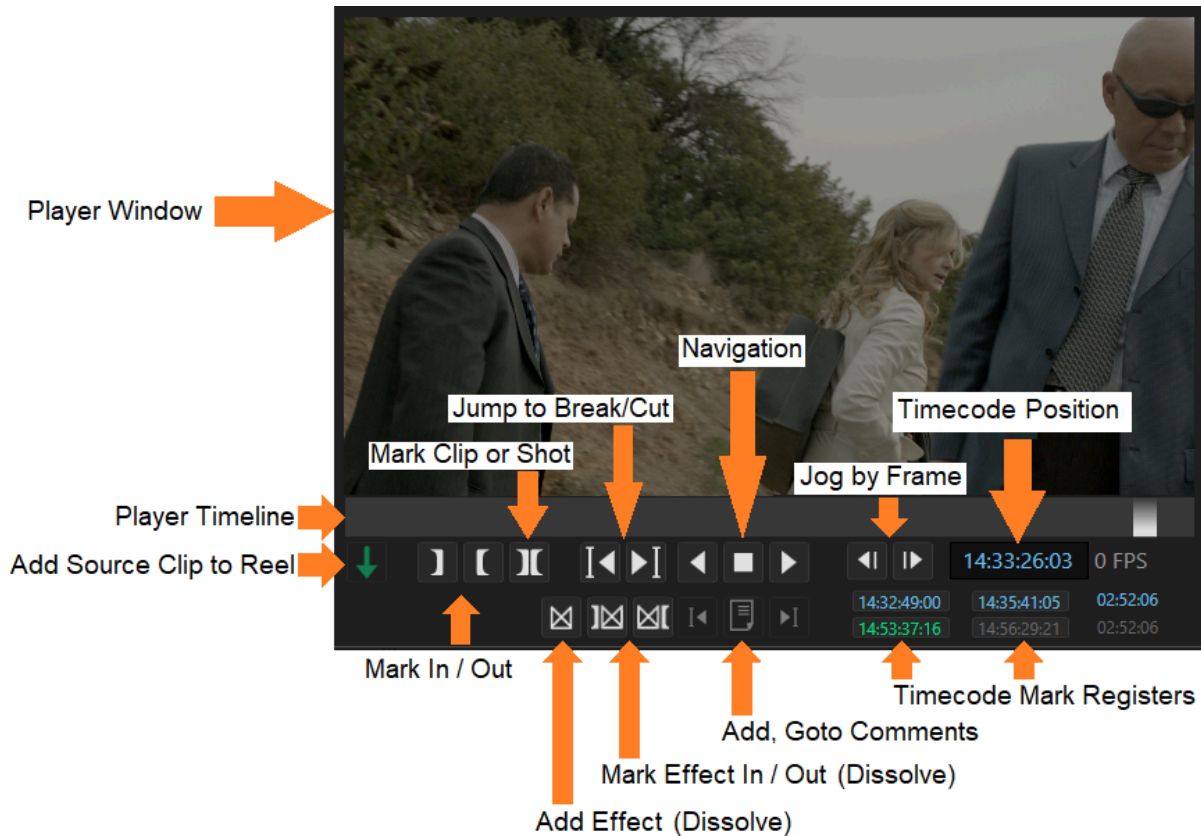 Player Window
Navigation
Jump to Break/Cut
Timecode Position
Mark Clip or Shot
Jog by Frame
Player Timeline
Add Source Clip to Reel
14:33:26:03 0 FPS
14:32:49:00 14:35:41:05 02:52:06
14:53:37:16 14:56:29:21 02:52:06
Mark In / Out
Timecode Mark Registers
Add, Goto Comments
Mark Effect In / Out (Dissolve)
Add Effect (Dissolve)